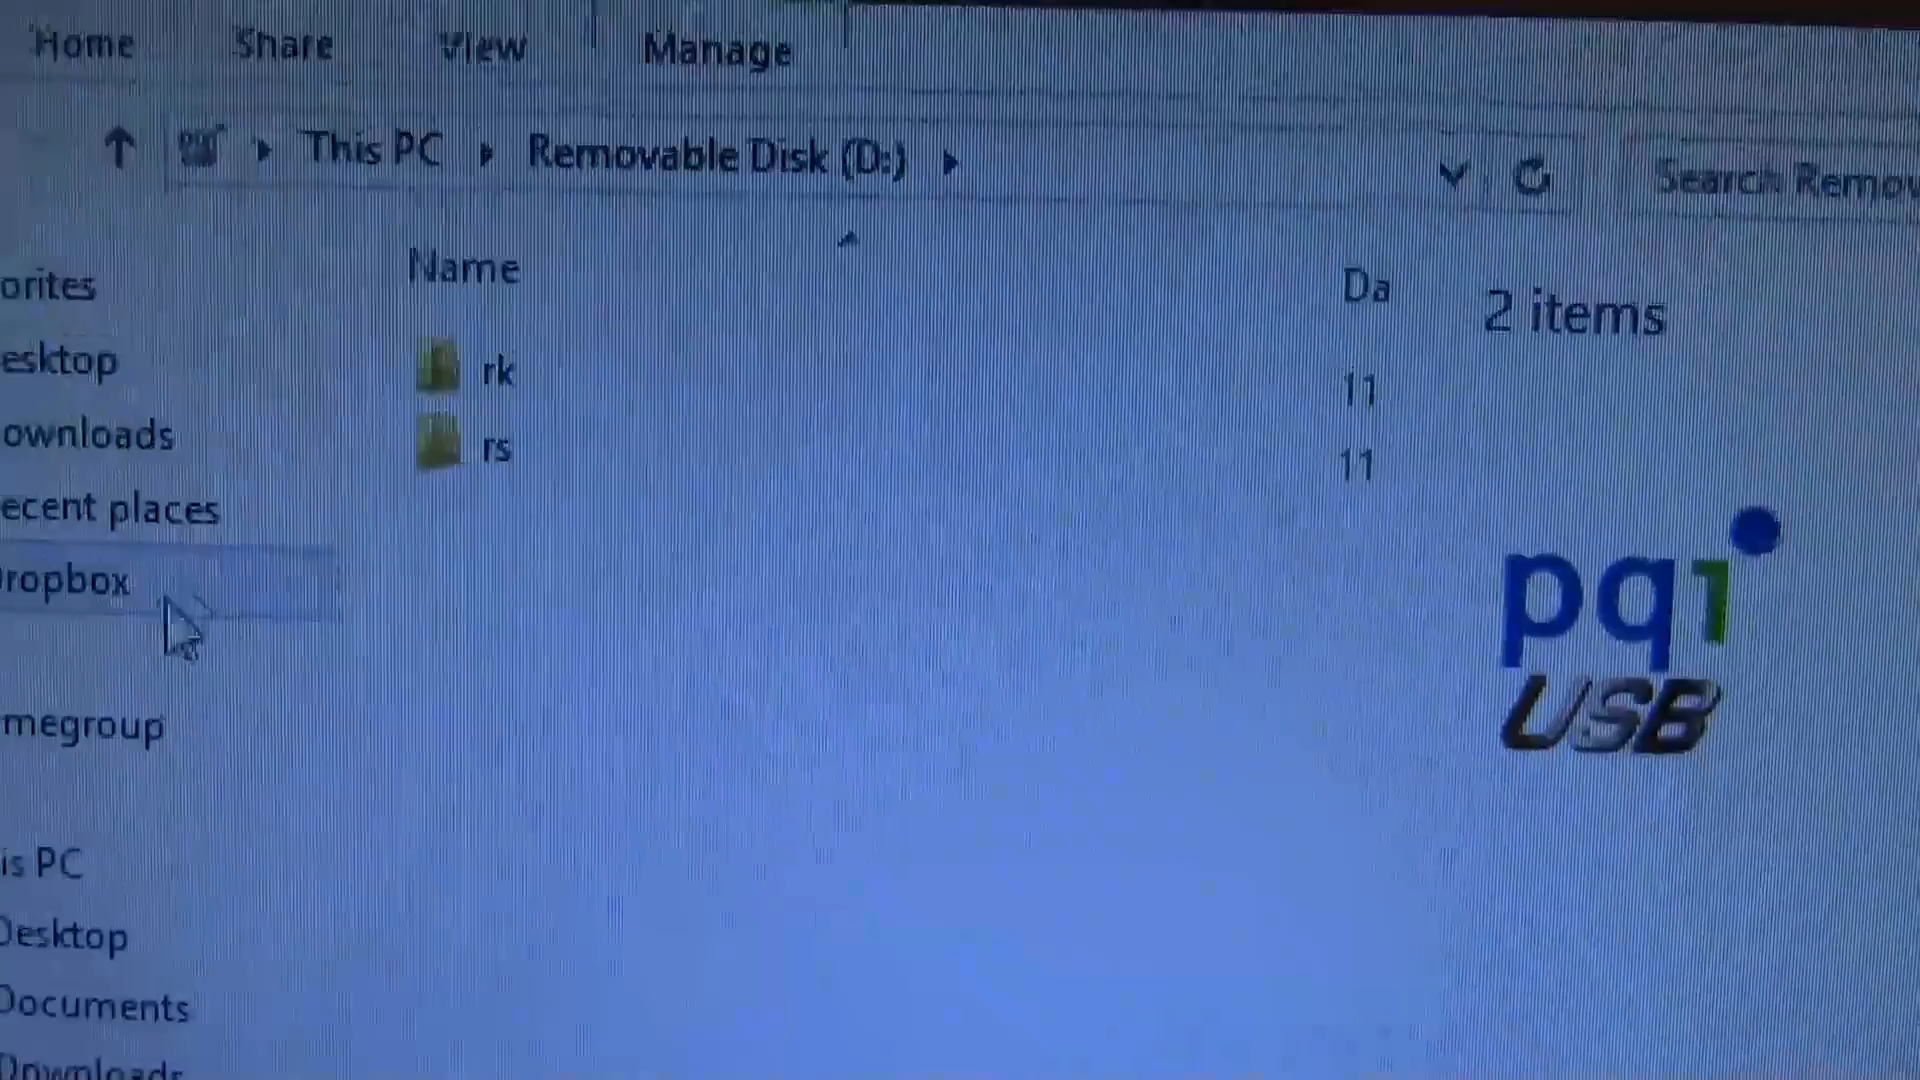 Home Share View Manage
This PC Removable Disk (D:) Search Remov
Name Da 2 items
orites
esktop
rk 11
ownloads
rs 11
ecent places
ropbox
pqi
USB
megroup
is PC
Desktop
Documents
Downloads